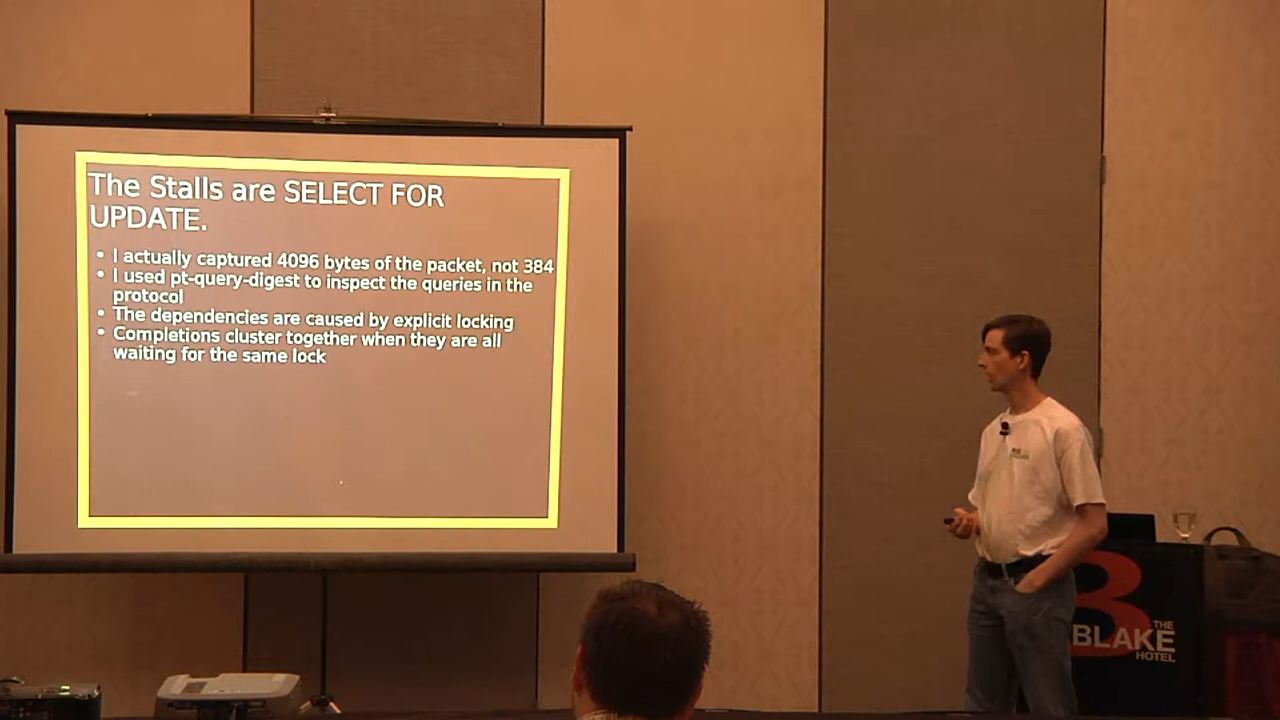 The Stalls are SELECT FOR
UPDATE.
• I actually captured 4096 bytes of the packet, not 384
• I used pt-query-digest to inspect the queries in the
protocol
• The dependencies are caused by explicit locking
• Completions cluster together when they are all
waiting for the same lock
B
THE
BLAKE
HOTEL